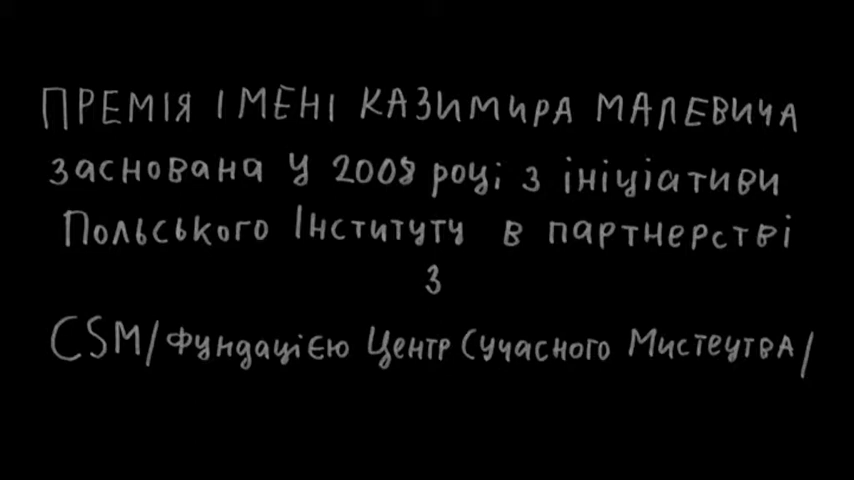 ПРЕМІЯ ІМЕНІ КАЗИМИРА МАЛЕВИЧА
заснована у 2008 році з ініціативи
Польського Інституту в партнерстві
з
CSM/Фундацією Центр Сучасного Мистецтва/